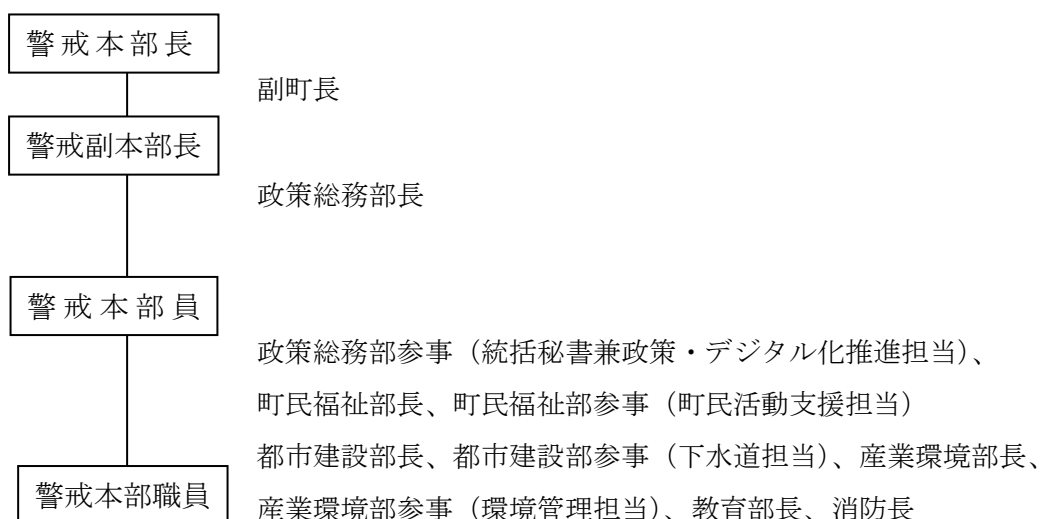 警戒本部長
副町長
警戒副本部長
政策総務部長
警戒本部員
政策総務部参事（統括秘書兼政策・デジタル化推進担当）、
町民福祉部長、町民福祉部参事（町民活動支援担当）
都市建設部長、都市建設部参事（下水道担当）、産業環境部長、
警戒本部職員
産業環境部参事（環境管理担当）、教育部長、消防長